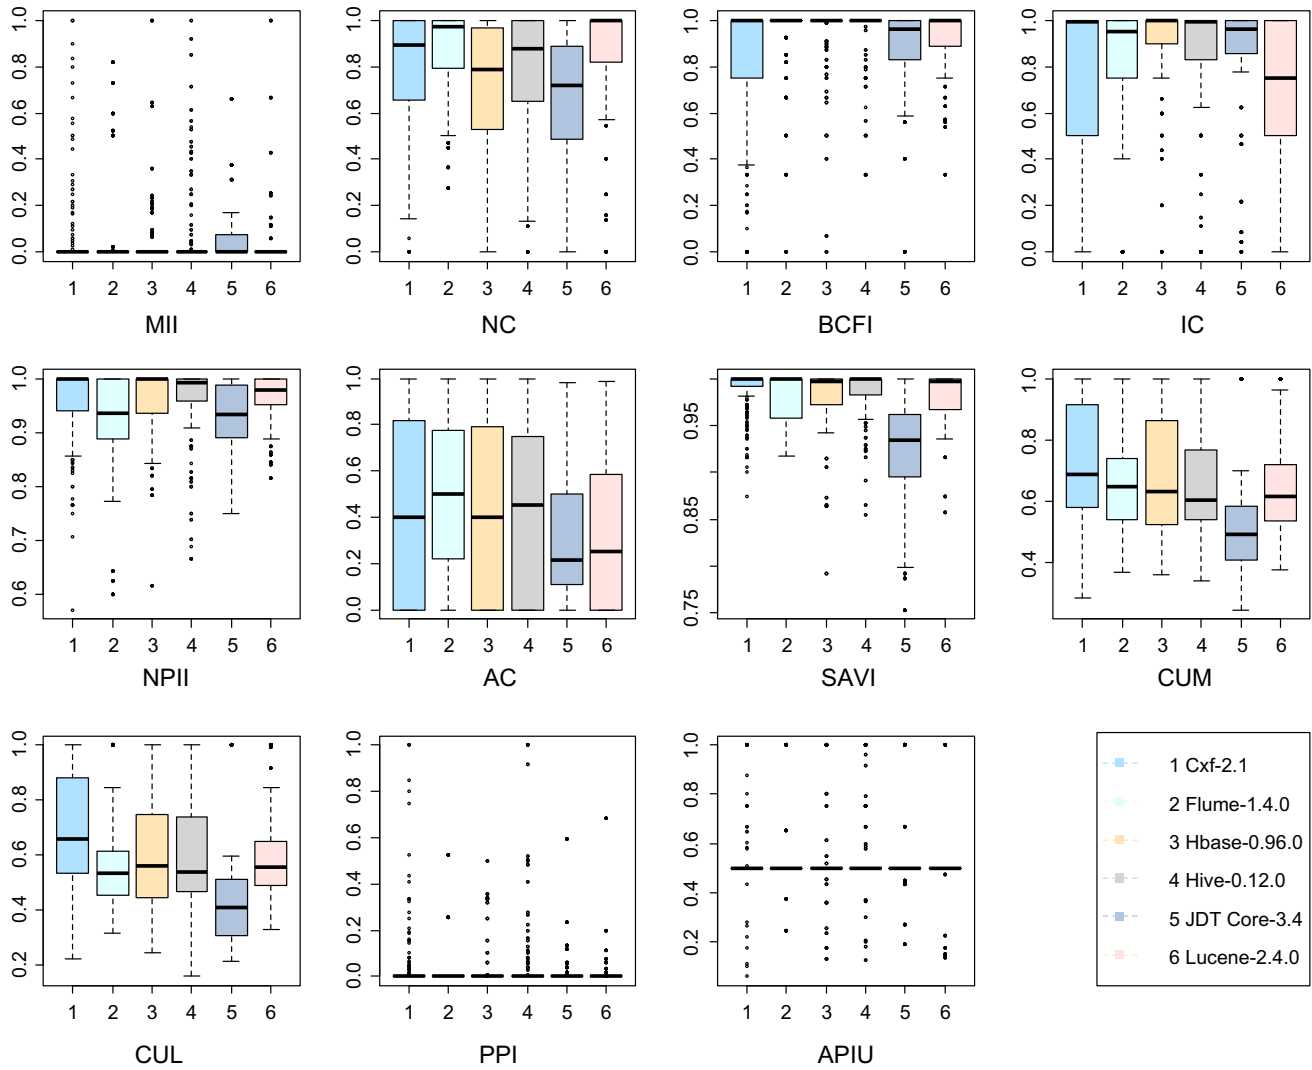 0.0 0.2 0.4 0.6 0.8 1.0
1 2 3 4 5 6
MII
0.0 0.2 0.4 0.6 0.8 1.0
1 2 3 4 5 6
NC
0.0 0.2 0.4 0.6 0.8 1.0
1 2 3 4 5 6
BCFI
0.0 0.2 0.4 0.6 0.8 1.0
1 2 3 4 5 6
IC
0.6 0.7 0.8 0.9 1.0
1 2 3 4 5 6
NPII
0.0 0.2 0.4 0.6 0.8 1.0
1 2 3 4 5 6
AC
0.75 0.85 0.95
1 2 3 4 5 6
SAVI
0.4 0.6 0.8 1.0
1 2 3 4 5 6
CUM
0.2 0.4 0.6 0.8 1.0
1 2 3 4 5 6
CUL
0.0 0.2 0.4 0.6 0.8 1.0
1 2 3 4 5 6
PPI
0.2 0.4 0.6 0.8 1.0
1 2 3 4 5 6
APIU
1 Cxf-2.1
2 Flume-1.4.0
3 Hbase-0.96.0
4 Hive-0.12.0
5 JDT Core-3.4
6 Lucene-2.4.0